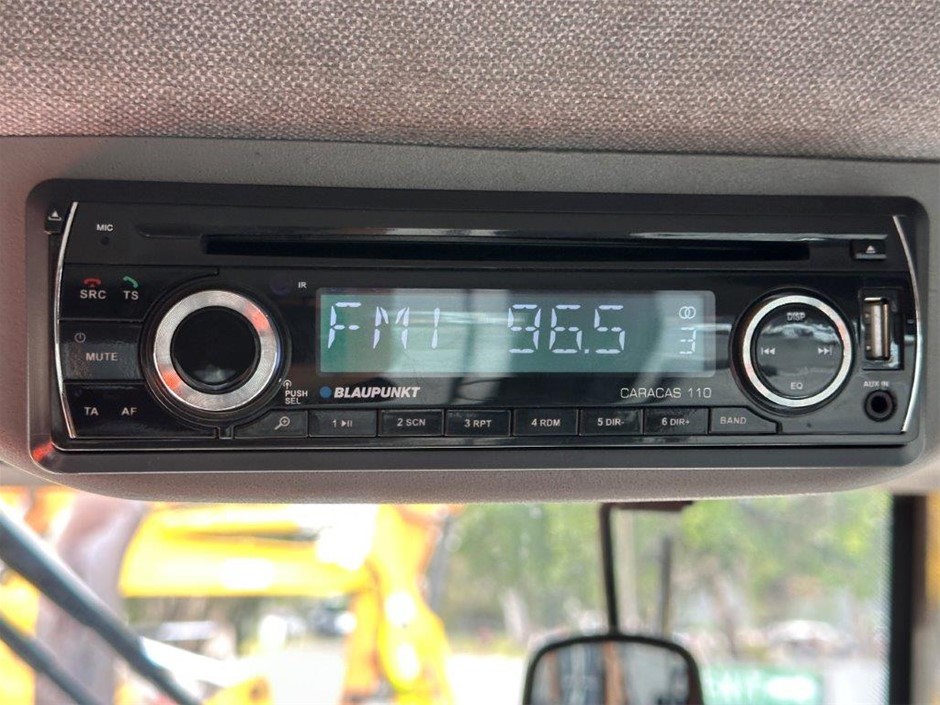 MIC
SRC TS
IR
MUTE
TA AF
PUSH
SEL
FM1 96.5 3
BLAUPUNKT
CARACAS 110
1
2 SCN
3 RPT
4 RDM
5 DIR-
6 DIR+
BAND
DISP
EQ
AUX IN